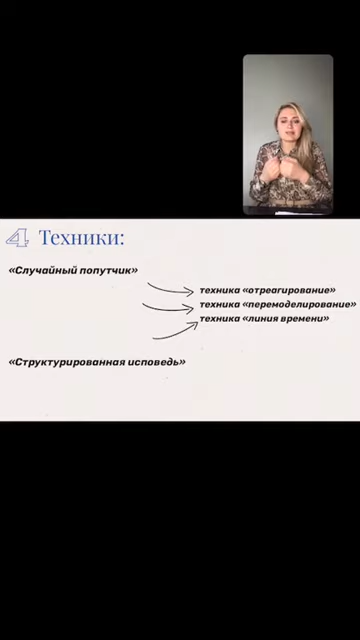 4 Техники:
«Случайный попутчик»
техника «отреагирование»
техника «перемоделирование»
техника «линия времени»
«Структурированная исповедь»